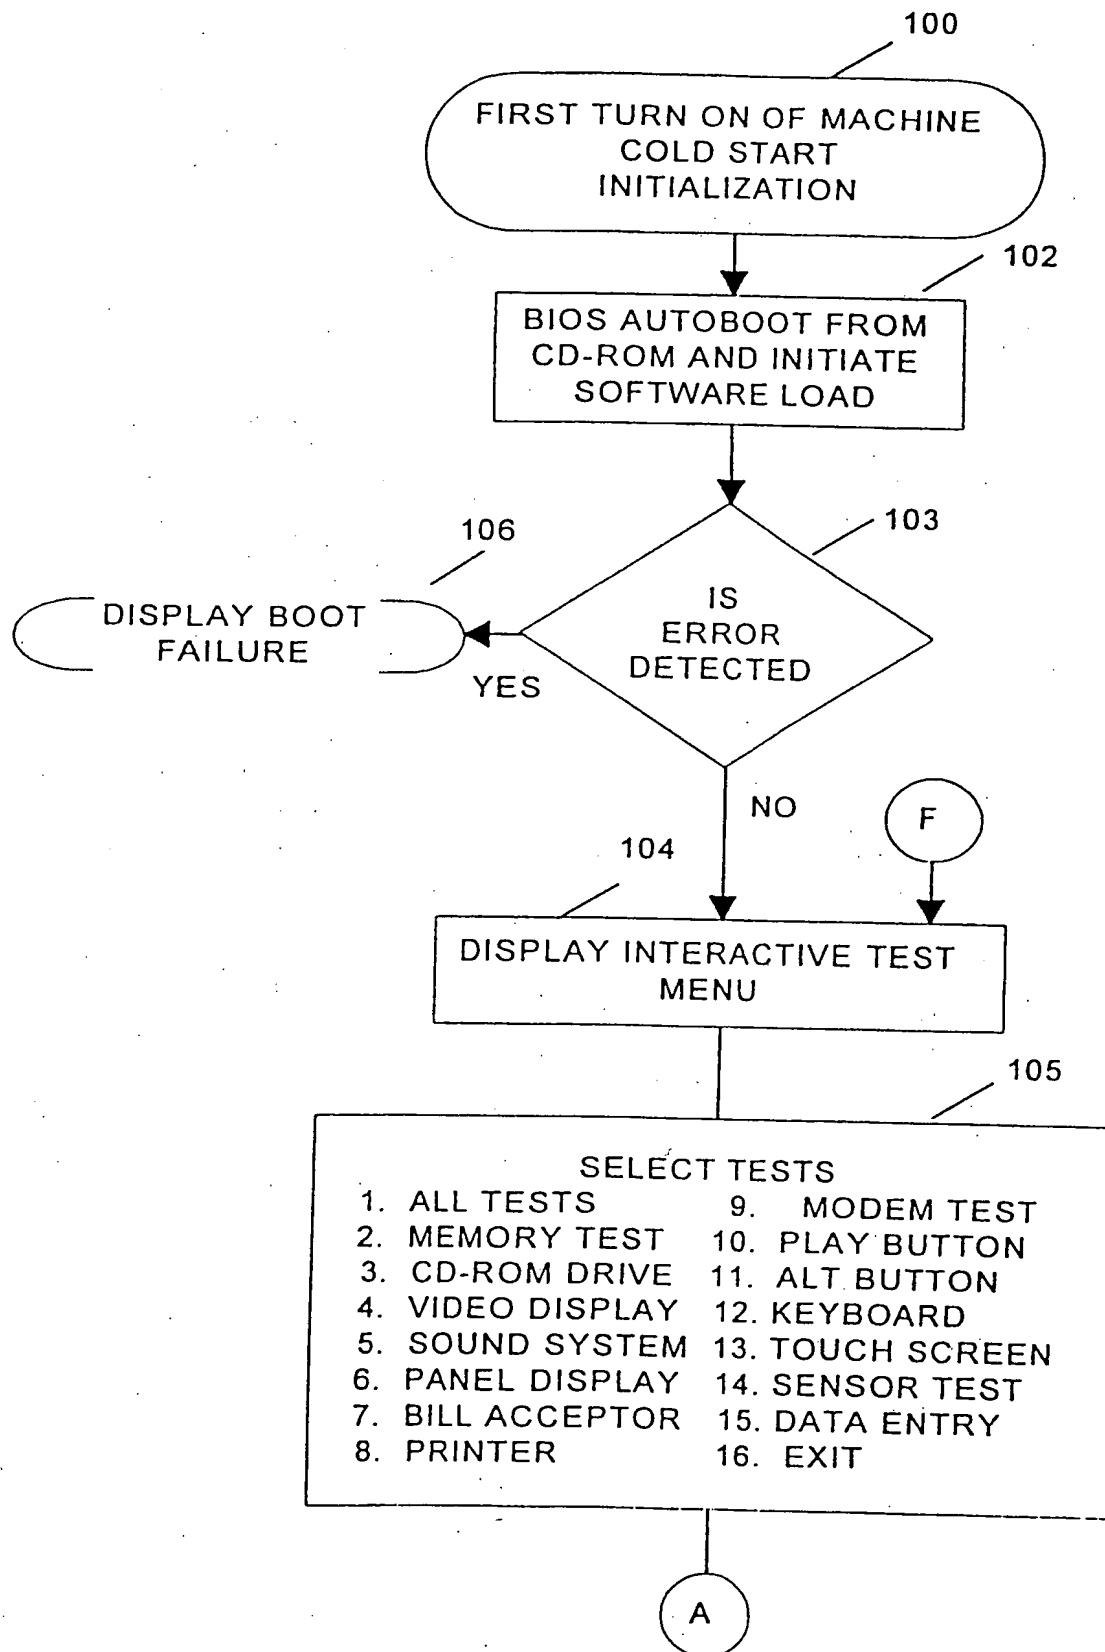 100
FIRST TURN ON OF MACHINE
COLD START
INITIALIZATION
102
BIOS AUTOBOOT FROM
CD-ROM AND INITIATE
SOFTWARE LOAD
103
106
IS
ERROR
DETECTED
DISPLAY BOOT
FAILURE
YES
NO
F
104
DISPLAY INTERACTIVE TEST
MENU
105
SELECT TESTS
1. ALL TESTS
2. MEMORY TEST
3. CD-ROM DRIVE
4. VIDEO DISPLAY
5. SOUND SYSTEM
6. PANEL DISPLAY
7. BILL ACCEPTOR
8. PRINTER
9. MODEM TEST
10. PLAY BUTTON
11. ALT BUTTON
12. KEYBOARD
13. TOUCH SCREEN
14. SENSOR TEST
15. DATA ENTRY
16. EXIT
A